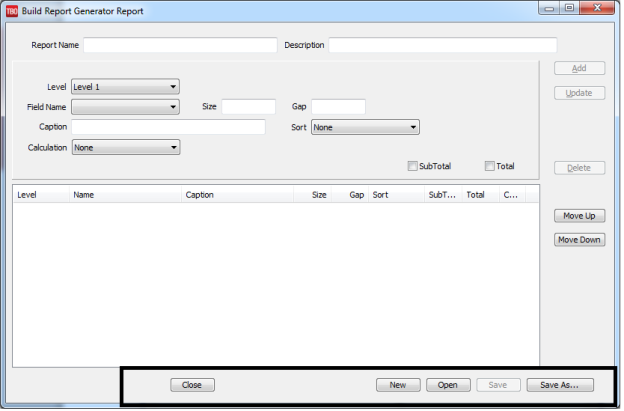 TBO Build Report Generator Report
Report Name Description
Add
Level Level 1
Update
Field Name Size Gap
Caption Sort None
Calculation None
SubTotal Total Delete
Level Name Caption Size Gap Sort SubT... Total C...
Move Up
Move Down
Close New Open Save Save As...